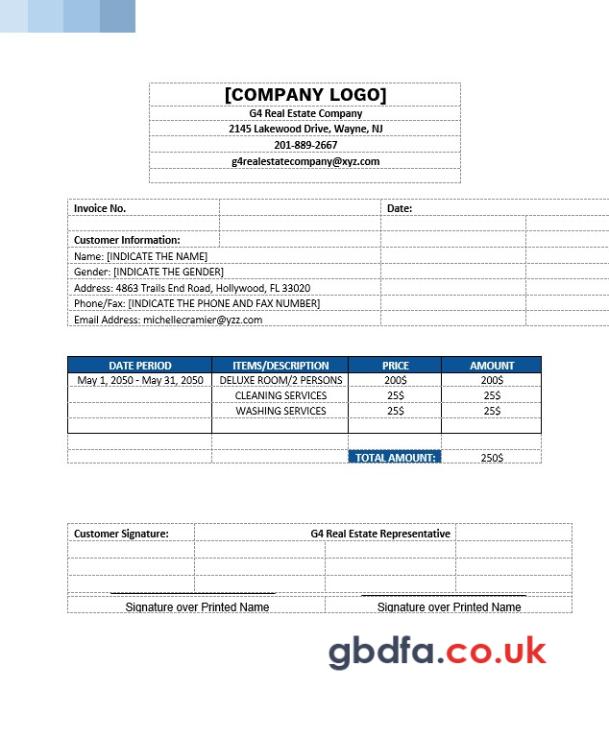 [COMPANY LOGO]
G4 Real Estate Company
2145 Lakewood Drive, Wayne, NJ
201-889-2667
g4realestatecompany@xyz.com
Invoice No. Date:
Customer Information:
Name: [INDICATE THE NAME]
Gender: [INDICATE THE GENDER]
Address: 4863 Trails End Road, Hollywood, FL 33020
Phone/Fax: [INDICATE THE PHONE AND FAX NUMBER]
Email Address: michellecramier@yzz.com
DATE PERIOD ITEMS/DESCRIPTION PRICE AMOUNT
May 1, 2050 - May 31, 2050 DELUXE ROOM/2 PERSONS 200$ 200$
CLEANING SERVICES 25$ 25$
WASHING SERVICES 25$ 25$
TOTAL AMOUNT: 250$
Customer Signature: G4 Real Estate Representative
Signature over Printed Name Signature over Printed Name
gbdfa.co.uk